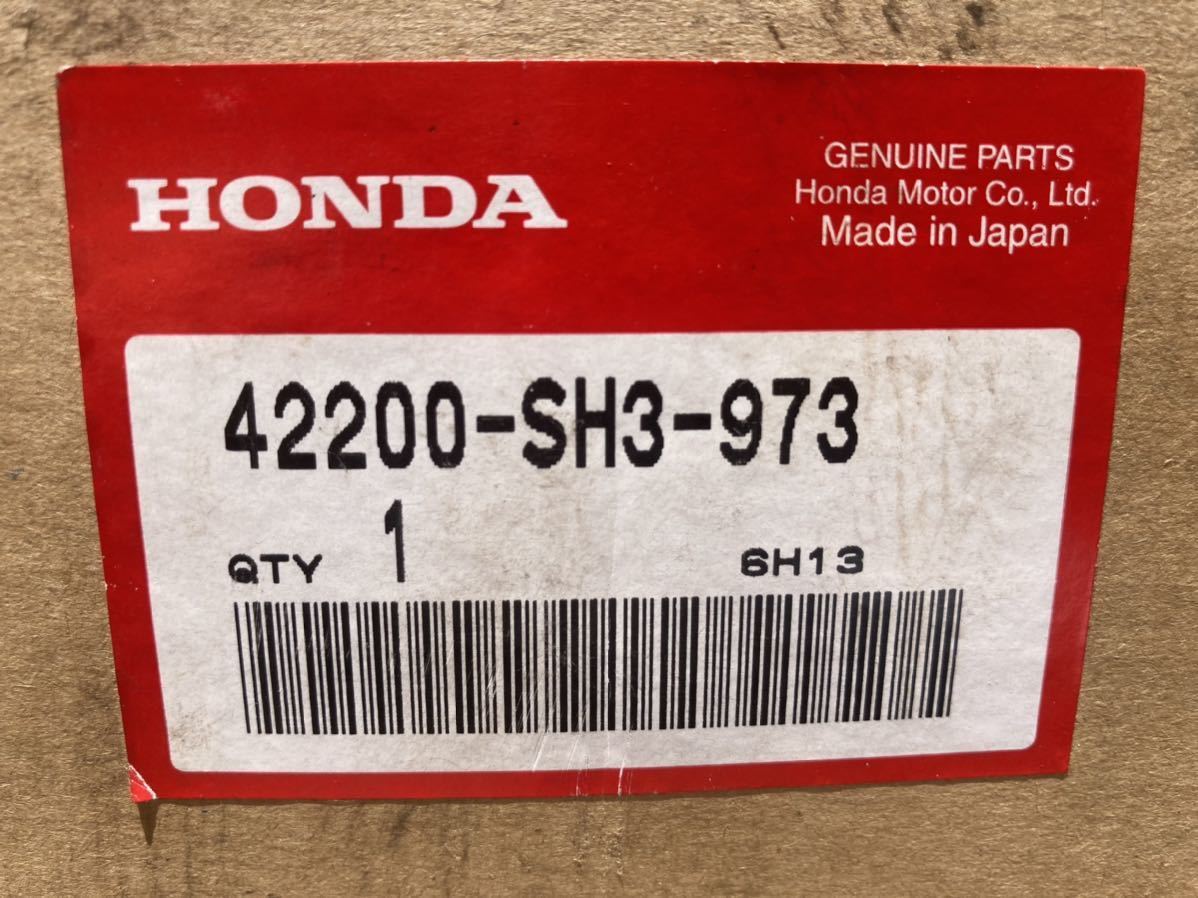 HONDA
GENUINE PARTS
Honda Motor Co., Ltd.
Made in Japan
42200-SH3-973
QTY 1 6H13